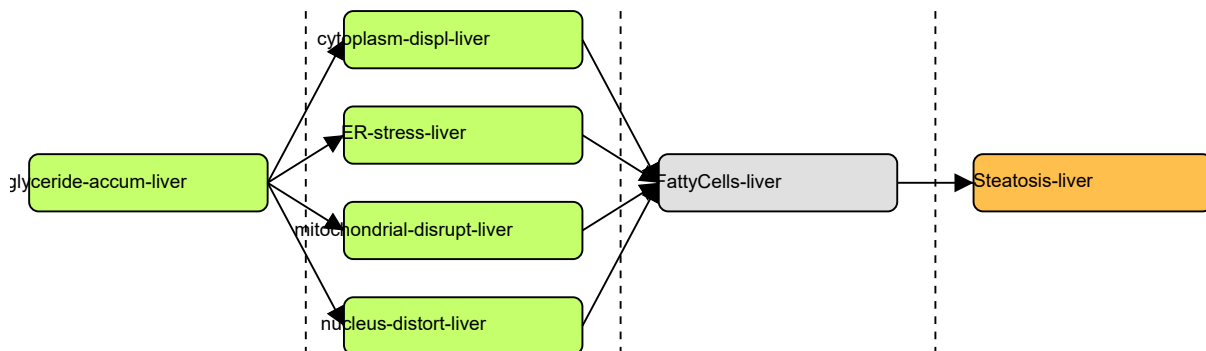 cytoplasm-displ-liver
ER-stress-liver
glyceride-accum-liver
FattyCells-liver
Steatosis-liver
mitochondrial-disrupt-liver
nucleus-distort-liver